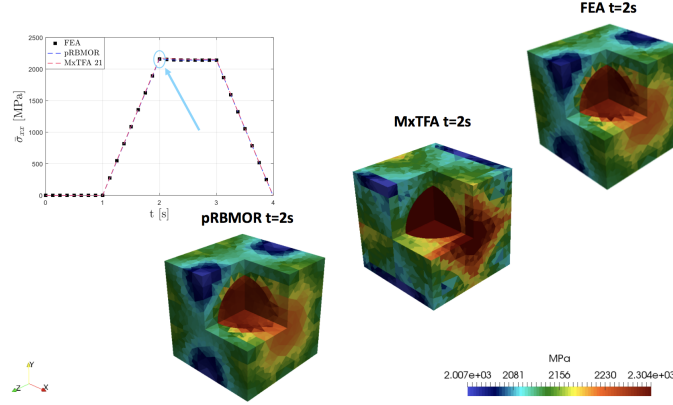 FEA t=2s
FEA
pRBMOR
MxTFA 21
2500
2000
1500
1000
500
0
σ̄xx [MPa]
0 1 2 3 4
t [s]
MxTFA t=2s
pRBMOR t=2s
MPa
2.007e+03 2081 2156 2230 2.304e+03
Y
Z
X